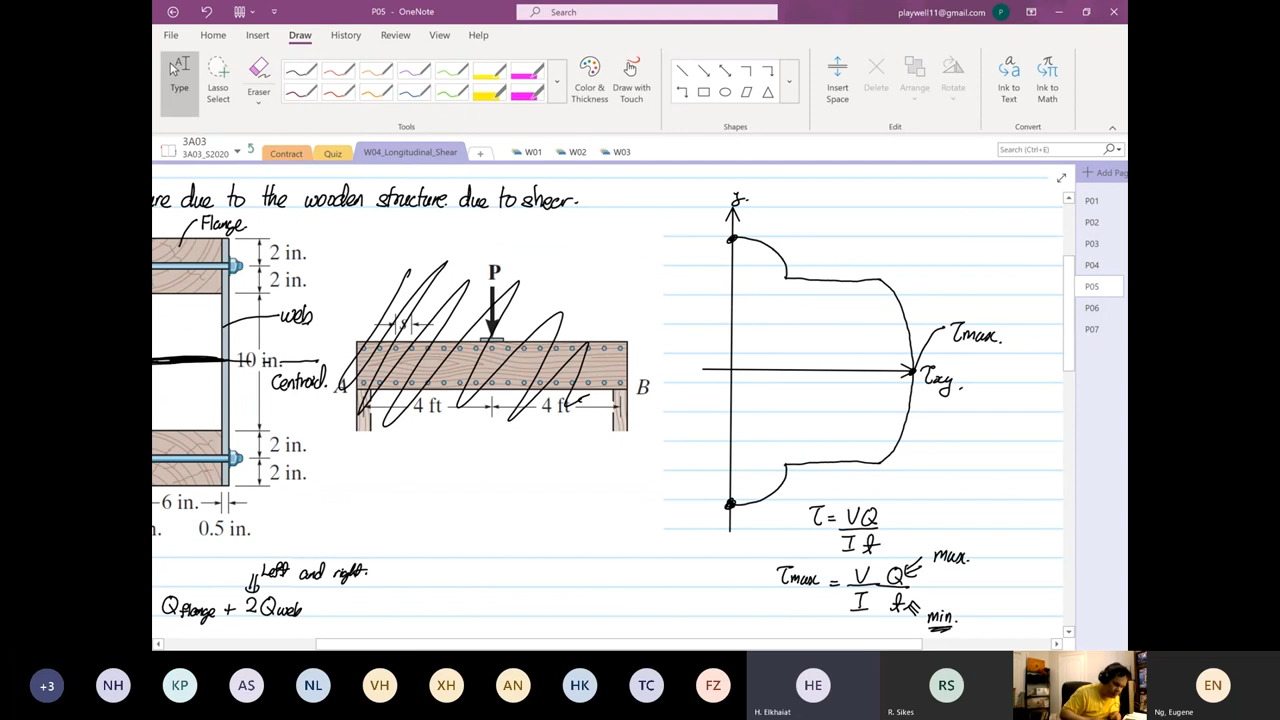 P05 - OneNote
Search
playwell11@gmail.com
P
File
Home
Insert
Draw
History
Review
View
Help
Type
Lasso Select
Eraser
Color & Thickness
Draw with Touch
Insert Space
Delete
Arrange
Rotate
Ink to Text
Ink to Math
Tools
Shapes
Edit
Convert
3A03
3A03_S2020
5
Contract
Quiz
W04_Longitudinal_Shear
W01
W02
W03
Search (Ctrl+E)
Add Pag
P01
P02
P03
P04
P05
P06
P07
re due to the wooden structure due to shear.
Flange
2 in.
2 in.
web
10 in.
Centroid.
2 in.
2 in.
6 in.
0.5 in.
n.
P
s
A
B
4 ft
4 ft
y.
τmax.
τxy.
τ = VQ
I t
τmax = V Q
I t
max.
min.
Left and right.
Qflange + 2Qweb
+3
NH
KP
AS
NL
VH
XH
AN
HK
TC
FZ
HE
H. Elkhaiat
RS
R. Sikes
EN
Ng, Eugene